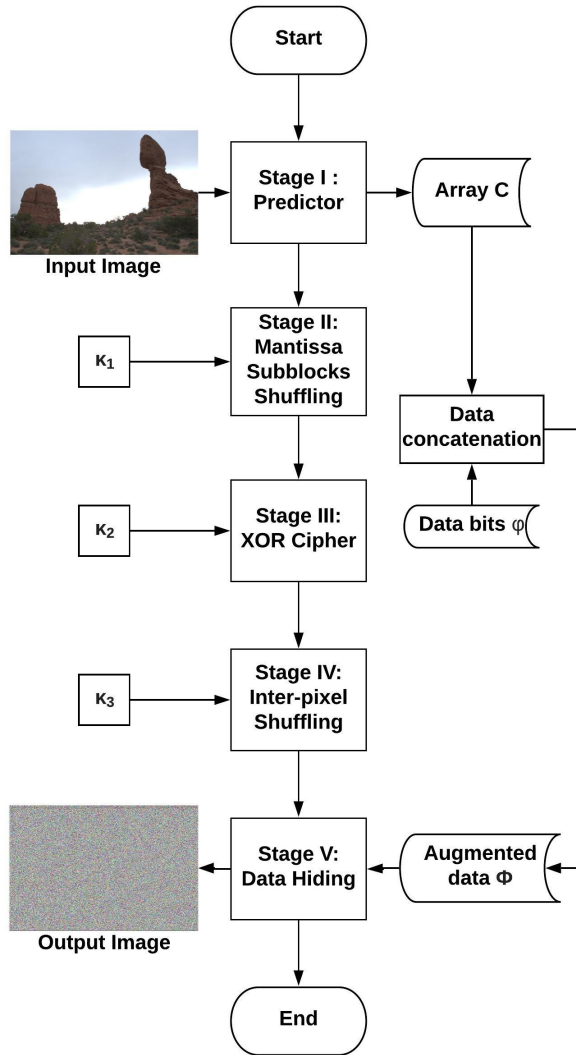 Start
Stage I :
Predictor
Array C
Input Image
Stage II:
Mantissa
Subblocks
Shuffling
K₁
Data
concatenation
Data bits φ
Stage III:
XOR Cipher
K₂
Stage IV:
Inter-pixel
Shuffling
K₃
Stage V:
Data Hiding
Augmented
data Φ
Output Image
End